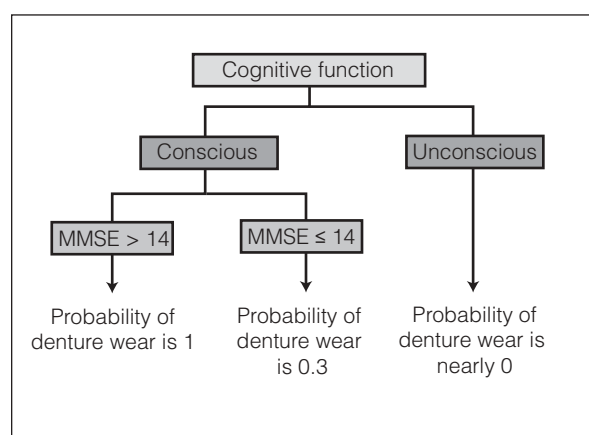 Cognitive function
Conscious
Unconscious
MMSE > 14
MMSE ≤ 14
Probability of
denture wear is 1
Probability of
denture wear
is 0.3
Probability of
denture wear is
nearly 0